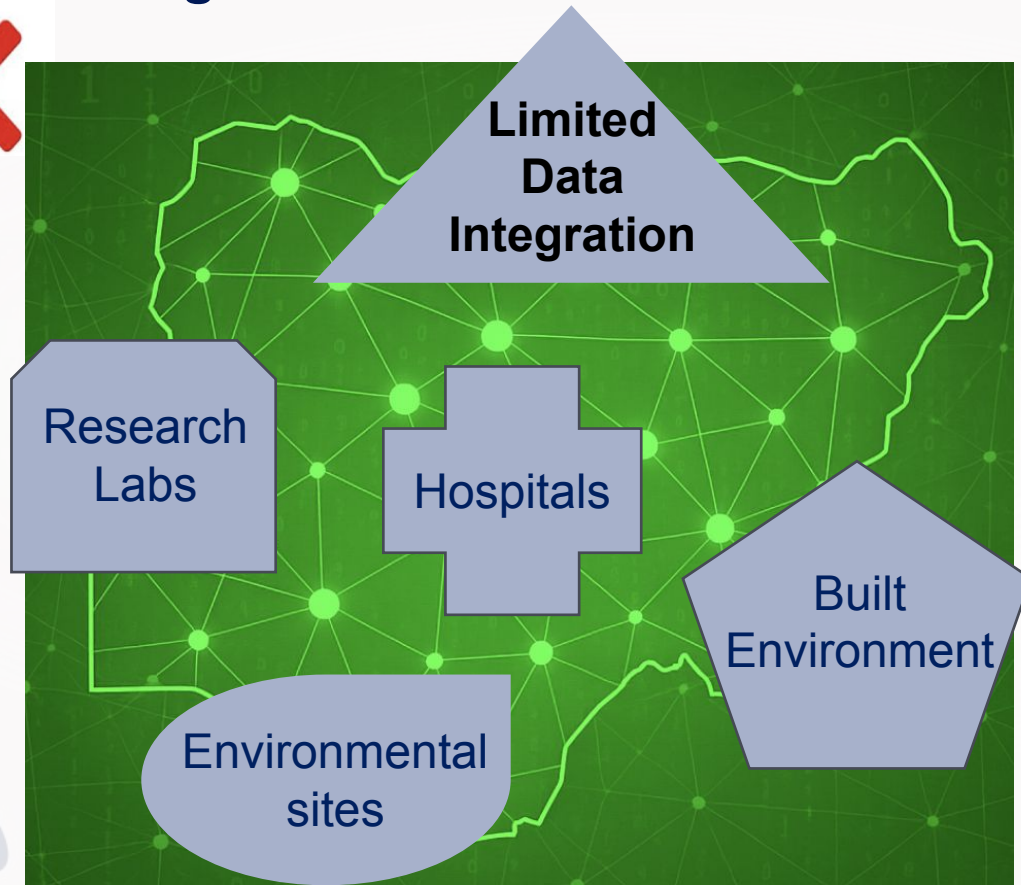 Limited
Data
Integration
Research
Labs
Hospitals
Built
Environment
Environmental
sites